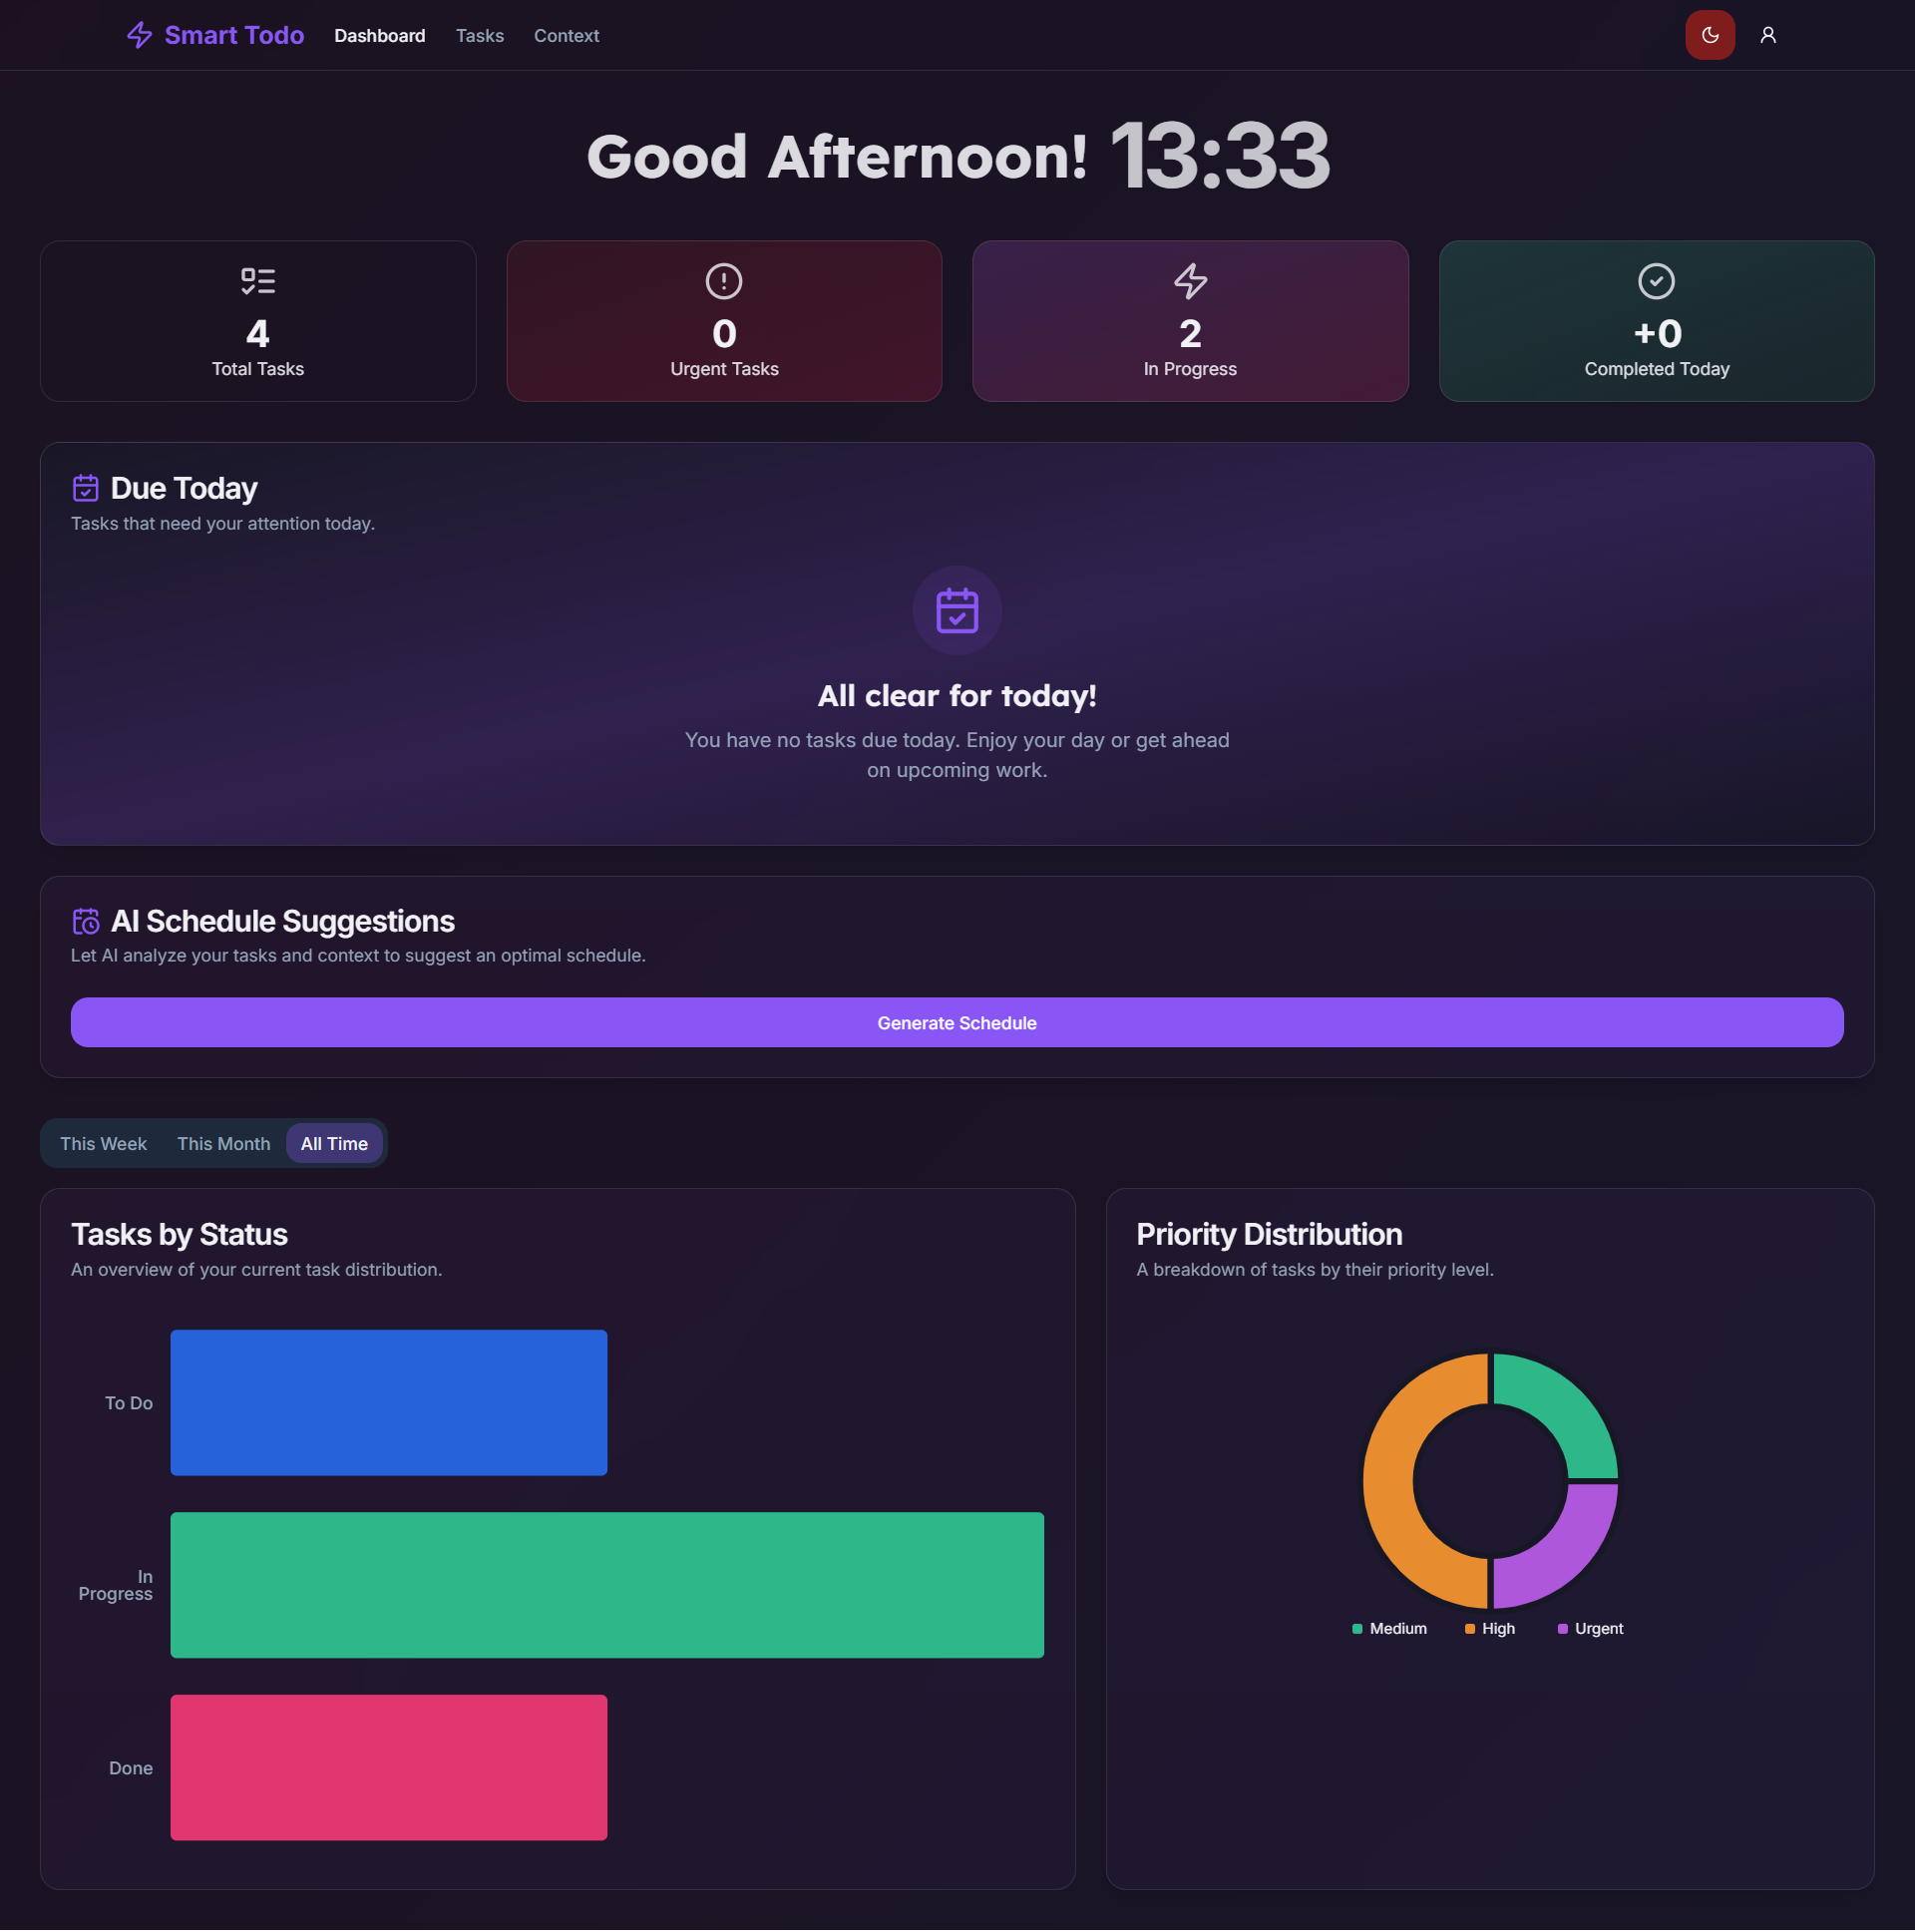 Smart Todo
Dashboard
Tasks
Context
Good Afternoon! 13:33
4
Total Tasks
0
Urgent Tasks
2
In Progress
+0
Completed Today
Due Today
Tasks that need your attention today.
All clear for today!
You have no tasks due today. Enjoy your day or get ahead
on upcoming work.
AI Schedule Suggestions
Let AI analyze your tasks and context to suggest an optimal schedule.
Generate Schedule
This Week
This Month
All Time
Tasks by Status
An overview of your current task distribution.
To Do
In
Progress
Done
Priority Distribution
A breakdown of tasks by their priority level.
Medium
High
Urgent